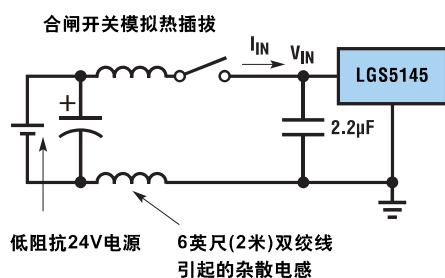 合闸开关模拟热插拔
IIN
VIN
LGS5145
+
2.2μF
低阻抗24V电源
6英尺(2米)双绞线
引起的杂散电感